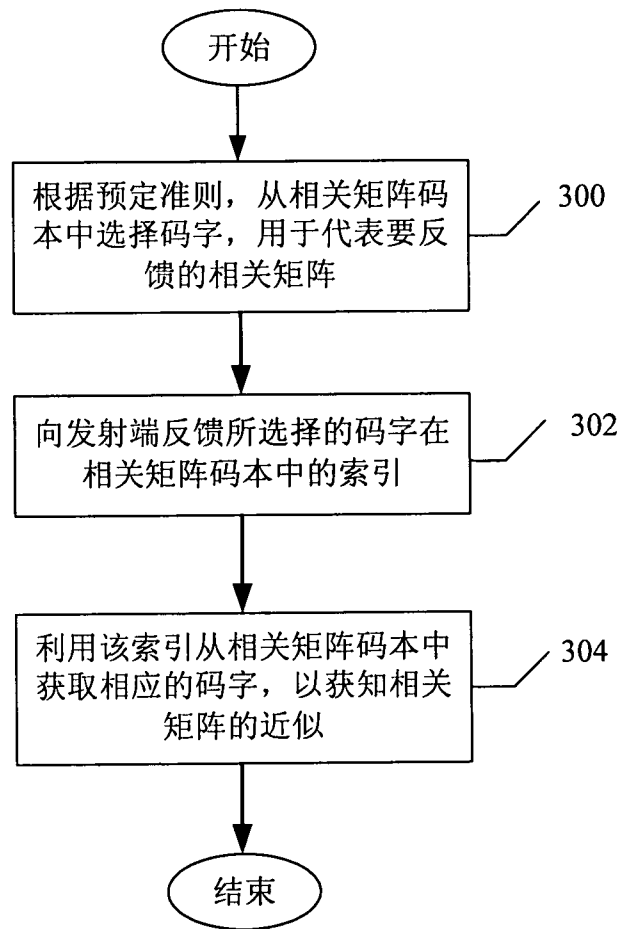 开始
根据预定准则，从相关矩阵码
本中选择码字，用于代表要反
馈的相关矩阵
300
向发射端反馈所选择的码字在
相关矩阵码本中的索引
302
利用该索引从相关矩阵码本中
获取相应的码字，以获知相关
矩阵的近似
304
结束